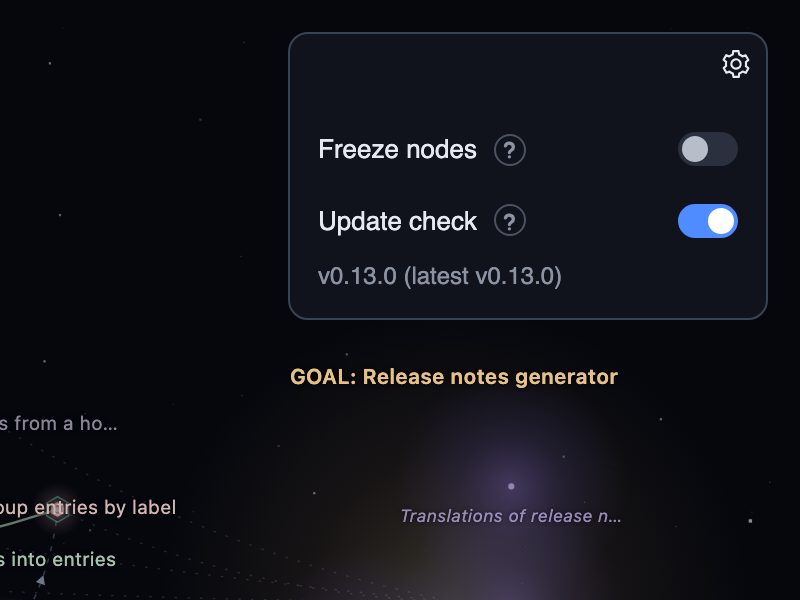 Freeze nodes ?
Update check ?
v0.13.0 (latest v0.13.0)
GOAL: Release notes generator
s from a ho...
oup entries by label
Translations of release n...
s into entries